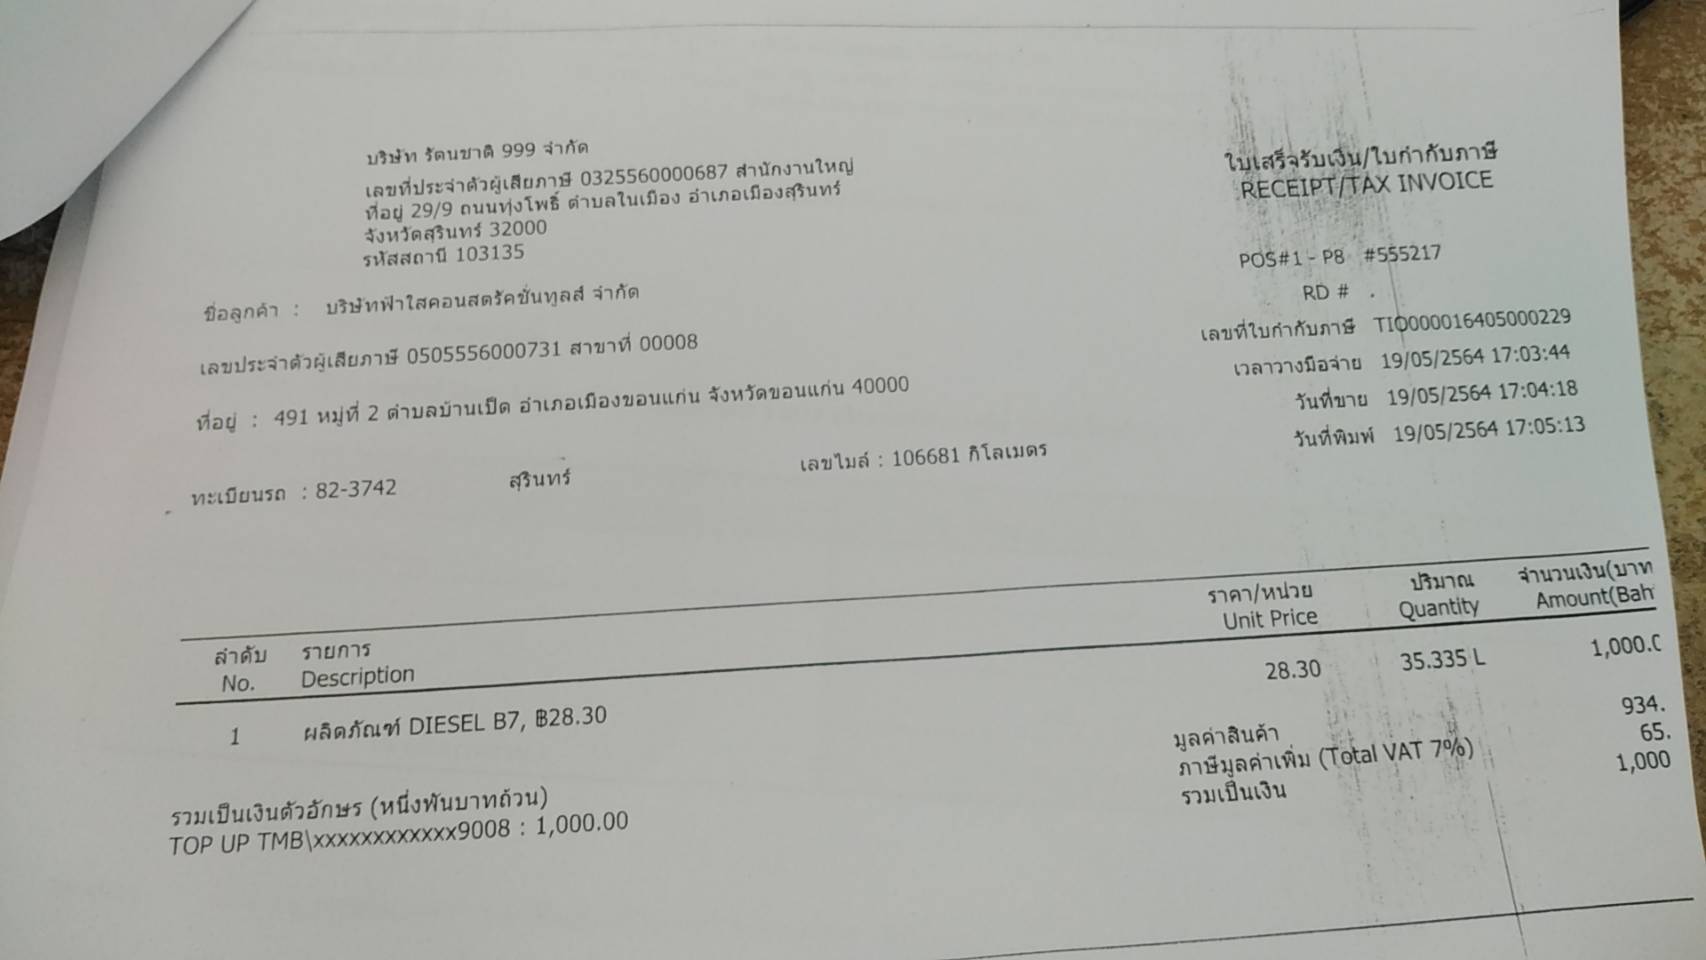 บริษัท รัตนชาติ 999 จำกัด
เลขที่ประจำตัวผู้เสียภาษี 0325560000687 สำนักงานใหญ่
ที่อยู่ 29/9 ถนนทุ่งโพธิ์ ตำบลในเมือง อำเภอเมืองสุรินทร์
จังหวัดสุรินทร์ 32000
รหัสสถานี 103135
ใบเสร็จรับเงิน/ใบกำกับภาษี
RECEIPT/TAX INVOICE
POS#1 - P8 #555217
RD # .
เลขที่ใบกำกับภาษี TI0000016405000229
เวลาวางมือจ่าย 19/05/2564 17:03:44
วันที่ขาย 19/05/2564 17:04:18
วันที่พิมพ์ 19/05/2564 17:05:13
ชื่อลูกค้า : บริษัทฟ้าใสคอนสตรัคชั่นทูลส์ จำกัด
เลขประจำตัวผู้เสียภาษี 0505556000731 สาขาที่ 00008
ที่อยู่ : 491 หมู่ที่ 2 ตำบลบ้านเป็ด อำเภอเมืองขอนแก่น จังหวัดขอนแก่น 40000
ทะเบียนรถ : 82-3742 สุรินทร์ เลขไมล์ : 106681 กิโลเมตร
ลำดับ รายการ ราคา/หน่วย ปริมาณ จำนวนเงิน(บาท
No. Description Unit Price Quantity Amount(Bah
1 ผลิตภัณฑ์ DIESEL B7, ฿28.30 28.30 35.335 L 1,000.0
มูลค่าสินค้า 934.
ภาษีมูลค่าเพิ่ม (Total VAT 7%) 65.
รวมเป็นเงิน 1,000
รวมเป็นเงินตัวอักษร (หนึ่งพันบาทถ้วน)
TOP UP TMB\xxxxxxxxxxxx9008 : 1,000.00